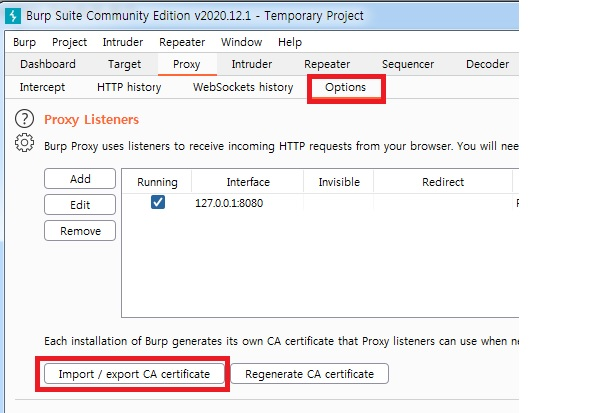 Burp Suite Community Edition v2020.12.1 - Temporary Project
Burp Project Intruder Repeater Window Help
Dashboard Target Proxy Intruder Repeater Sequencer Decoder
Intercept HTTP history WebSockets history Options
? Proxy Listeners
Burp Proxy uses listeners to receive incoming HTTP requests from your browser. You will nee
Add Running Interface Invisible Redirect
Edit 127.0.0.1:8080
Remove
Each installation of Burp generates its own CA certificate that Proxy listeners can use when
Import / export CA certificate Regenerate CA certificate